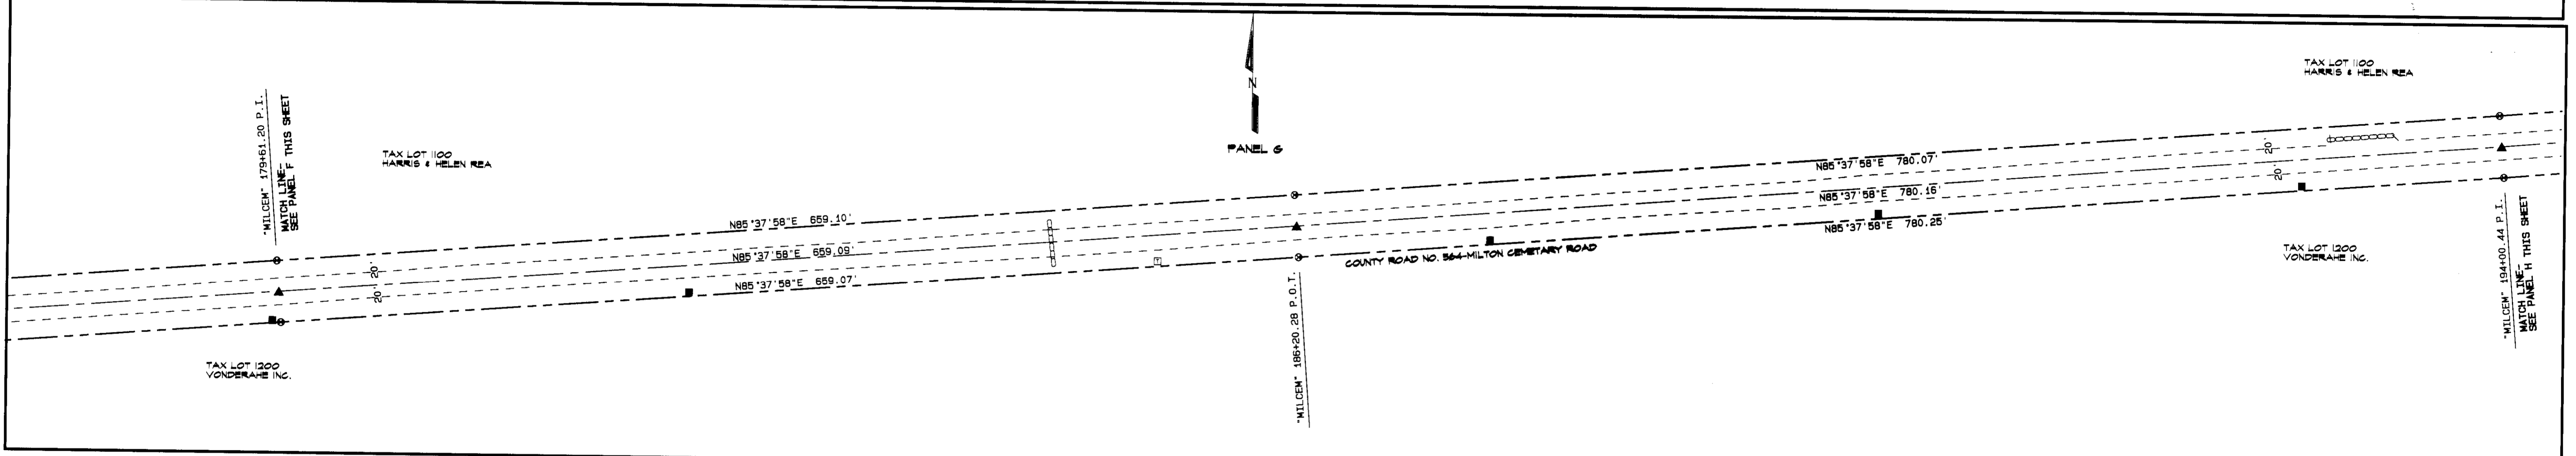 "MILCEM" 179+61.20 P.I.
MATCH LINE-
SEE PANEL F THIS SHEET
TAX LOT 1100
HARRIS & HELEN REA
N
PANEL G
TAX LOT 1100
HARRIS & HELEN REA
N85°37'58"E 659.10'
N85°37'58"E 659.09'
N85°37'58"E 659.07'
20'
20'
T
N85°37'58"E 780.07'
N85°37'58"E 780.16'
N85°37'58"E 780.25'
20'
20'
COUNTY ROAD NO. 564-MILTON CEMETARY ROAD
"MILCEM" 186+20.28 P.O.T.
TAX LOT 1200
VONDERAHE INC.
TAX LOT 1200
VONDERAHE INC.
"MILCEM" 194+00.44 P.I.
MATCH LINE-
SEE PANEL H THIS SHEET